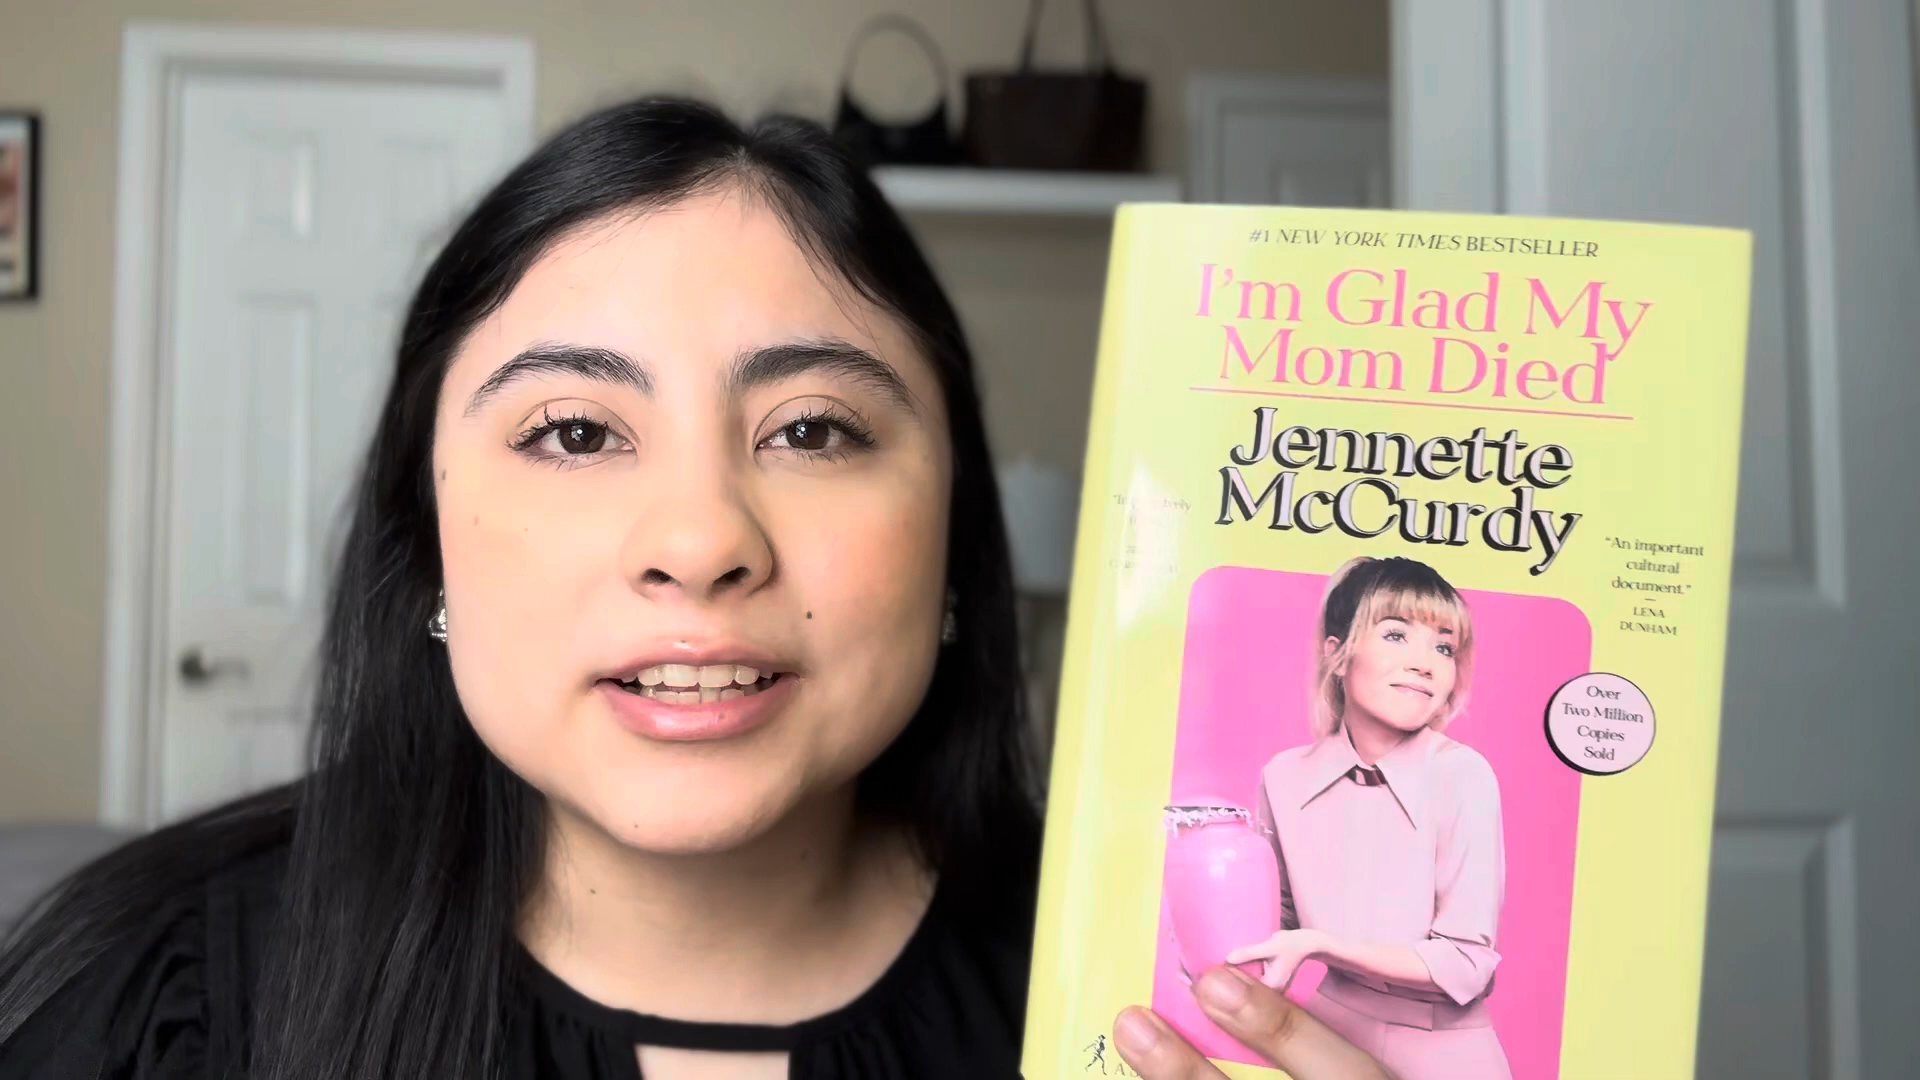 #1 NEW YORK TIMES BESTSELLER
I'm Glad My
Mom Died
Jennette
McCurdy
"An important
cultural
document."
—
LENA
DUNHAM
Over
Two Million
Copies
Sold